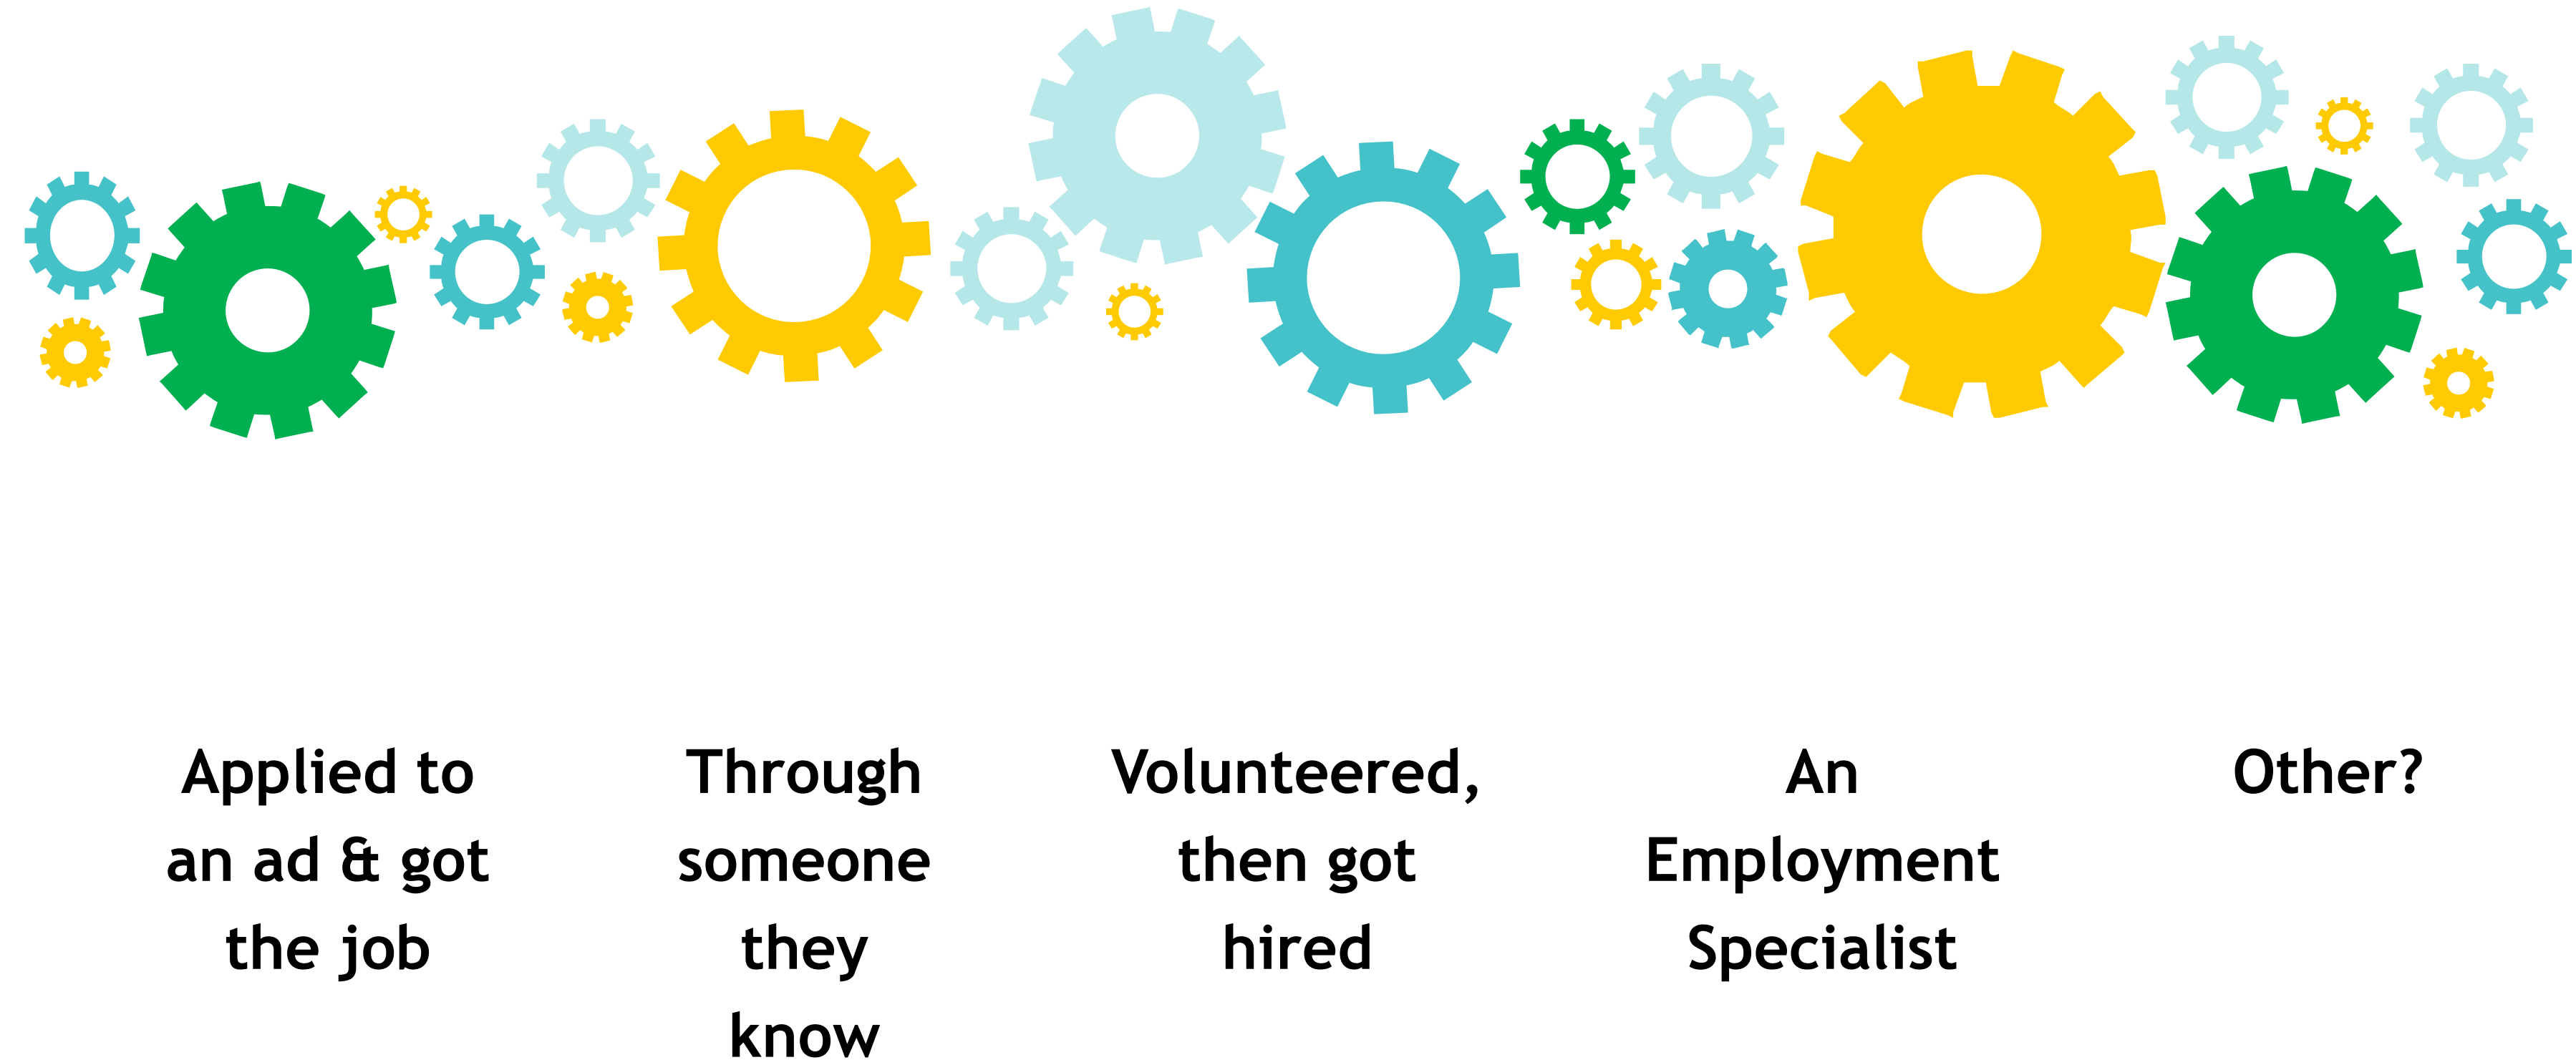 Applied to
an ad & got
the job
Through
someone
they
know
Volunteered,
then got
hired
An
Employment
Specialist
Other?